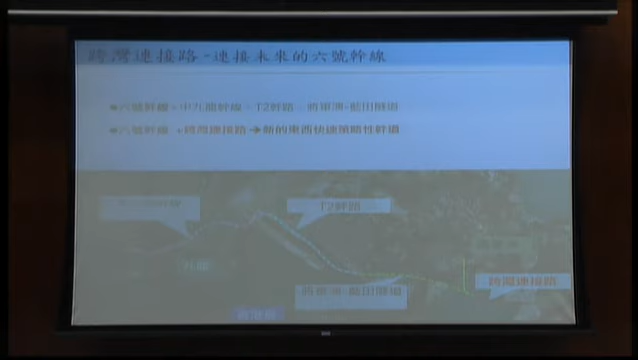 跨灣連接路 - 連接未來的六號幹線
六號幹線 = 中九龍幹線、T2幹路、將軍澳-藍田隧道
六號幹線 + 跨灣連接路 → 新的東西快速策略性幹道
T2幹路
九龍
跨灣連接路
將軍澳-藍田隧道